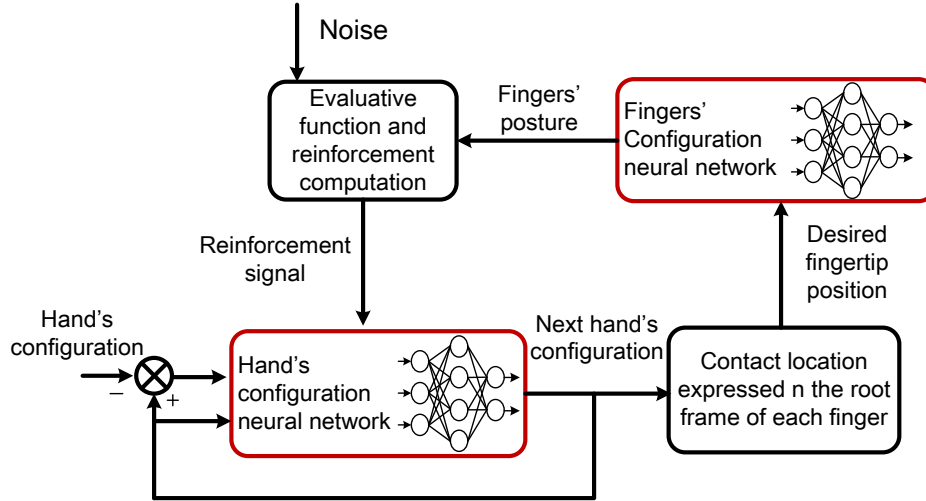 Noise
Evaluative
function and
reinforcement
computation
Fingers'
posture
Fingers'
Configuration
neural network
Reinforcement
signal
Desired
fingertip
position
Hand's
configuration
−
+
Hand's
configuration
neural network
Next hand's
configuration
Contact location
expressed n the root
frame of each finger